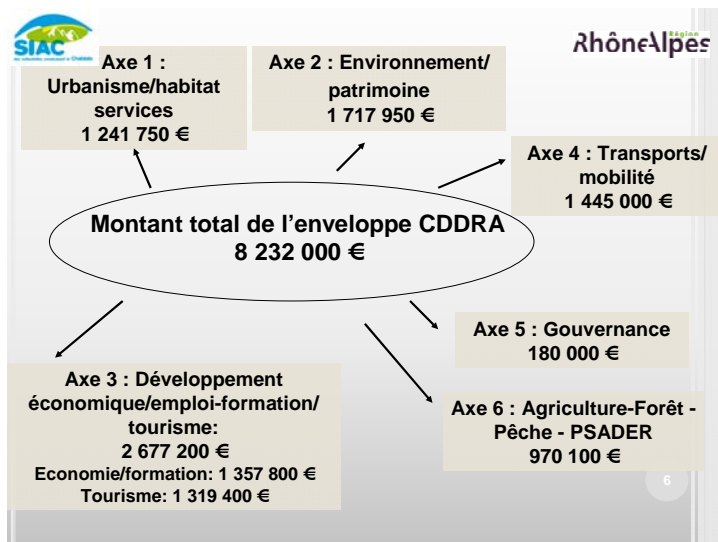 SIAC
Région
RhôneAlpes
Axe 1 :
Urbanisme/habitat
services
1 241 750 €
Axe 2 : Environnement/
patrimoine
1 717 950 €
Axe 4 : Transports/
mobilité
1 445 000 €
Montant total de l’enveloppe CDDRA
8 232 000 €
Axe 5 : Gouvernance
180 000 €
Axe 3 : Développement
économique/emploi-formation/
tourisme:
2 677 200 €
Economie/formation: 1 357 800 €
Tourisme: 1 319 400 €
Axe 6 : Agriculture-Forêt -
Pêche - PSADER
970 100 €
6